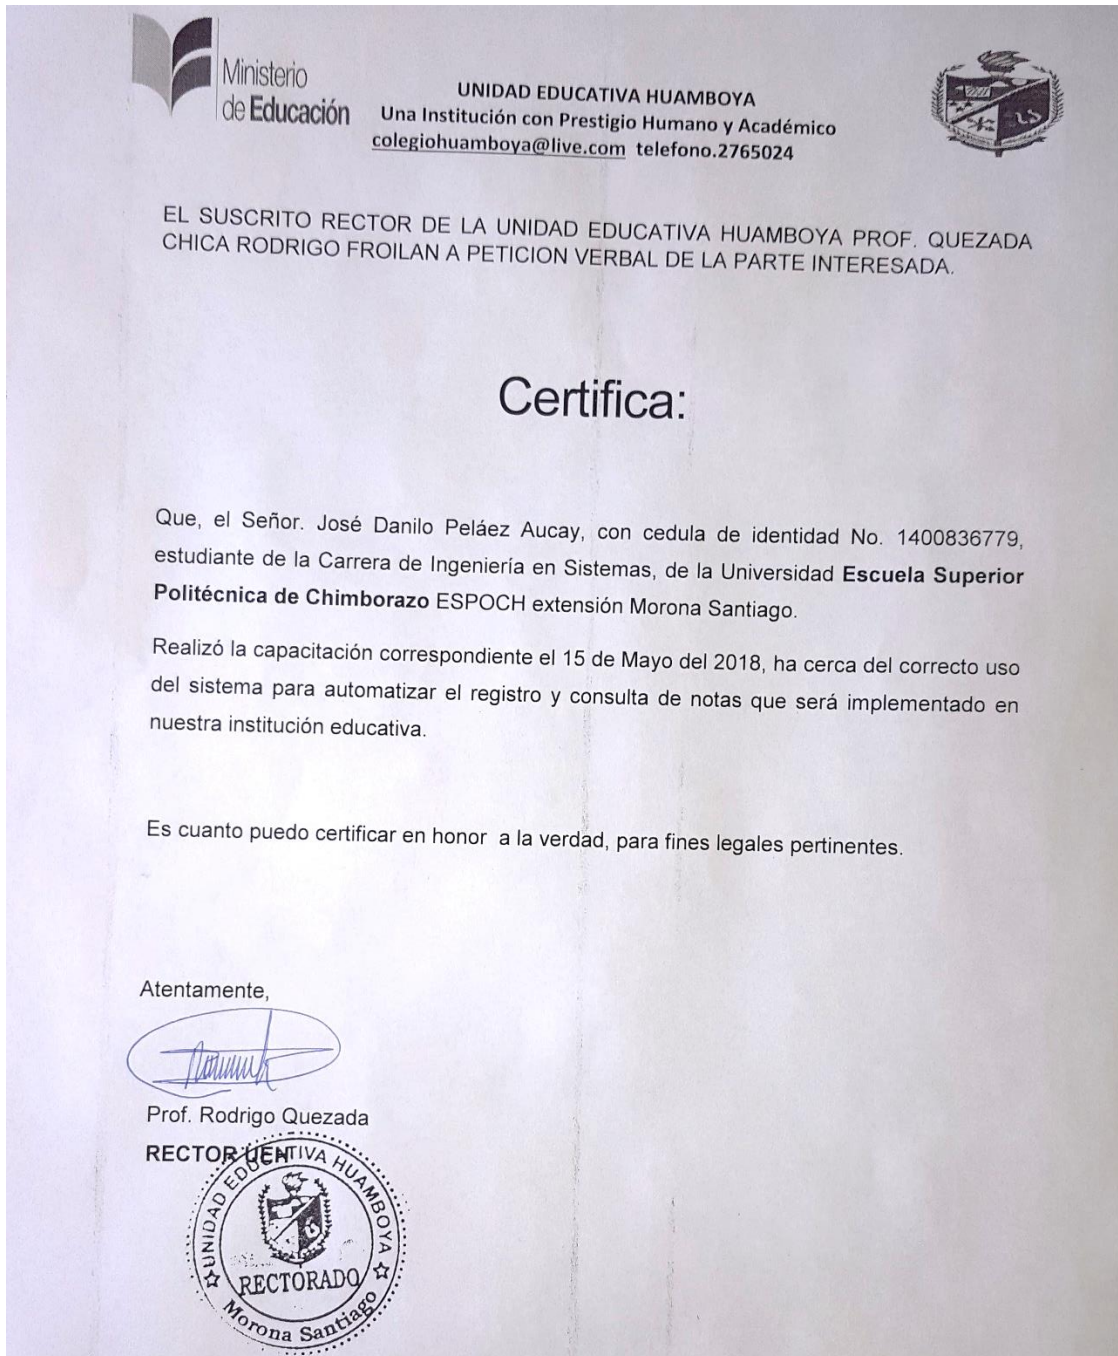 Ministerio
de Educación
UNIDAD EDUCATIVA HUAMBOYA
Una Institución con Prestigio Humano y Académico
colegiohuamboya@live.com telefono.2765024
EL SUSCRITO RECTOR DE LA UNIDAD EDUCATIVA HUAMBOYA PROF. QUEZADA
CHICA RODRIGO FROILAN A PETICION VERBAL DE LA PARTE INTERESADA.
Certifica:
Que, el Señor. José Danilo Peláez Aucay, con cedula de identidad No. 1400836779,
estudiante de la Carrera de Ingeniería en Sistemas, de la Universidad Escuela Superior
Politécnica de Chimborazo ESPOCH extensión Morona Santiago.
Realizó la capacitación correspondiente el 15 de Mayo del 2018, ha cerca del correcto uso
del sistema para automatizar el registro y consulta de notas que será implementado en
nuestra institución educativa.
Es cuanto puedo certificar en honor a la verdad, para fines legales pertinentes.
Atentamente,
Prof. Rodrigo Quezada
RECTOR UEH
UNIDAD EDUCATIVA HUAMBOYA
RECTORADO
Morona Santiago